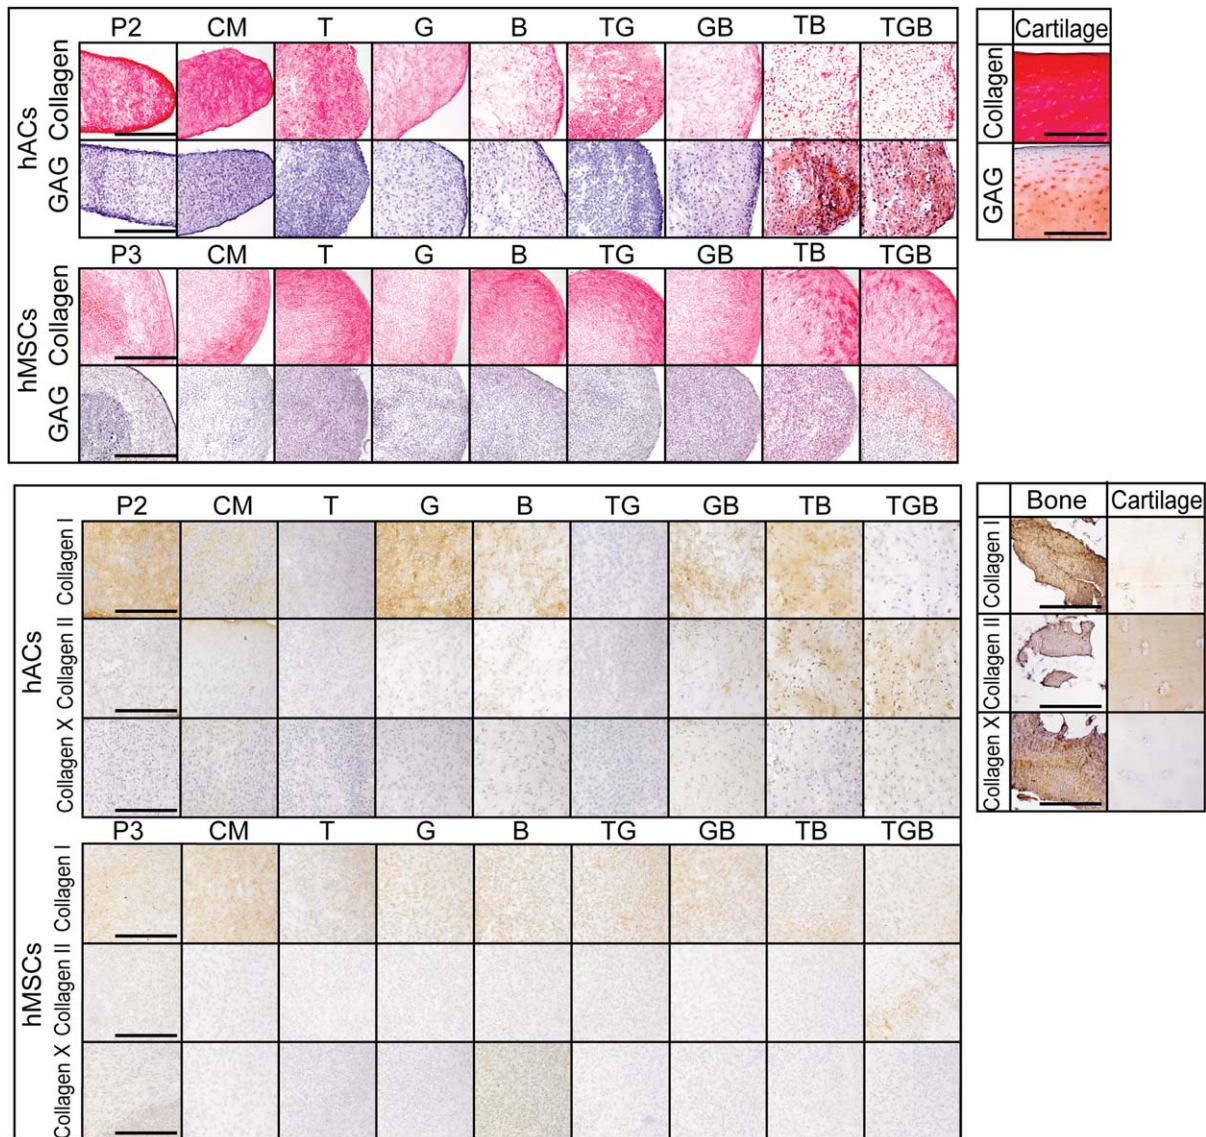 P2 CM T G B TG GB TB TGB
hACs
Collagen
GAG
P3 CM T G B TG GB TB TGB
hMSCs
Collagen
GAG
Cartilage
Collagen
GAG
P2 CM T G B TG GB TB TGB
hACs
Collagen I
Collagen II
Collagen X
P3 CM T G B TG GB TB TGB
hMSCs
Collagen I
Collagen II
Collagen X
Bone Cartilage
Collagen I
Collagen II
Collagen X